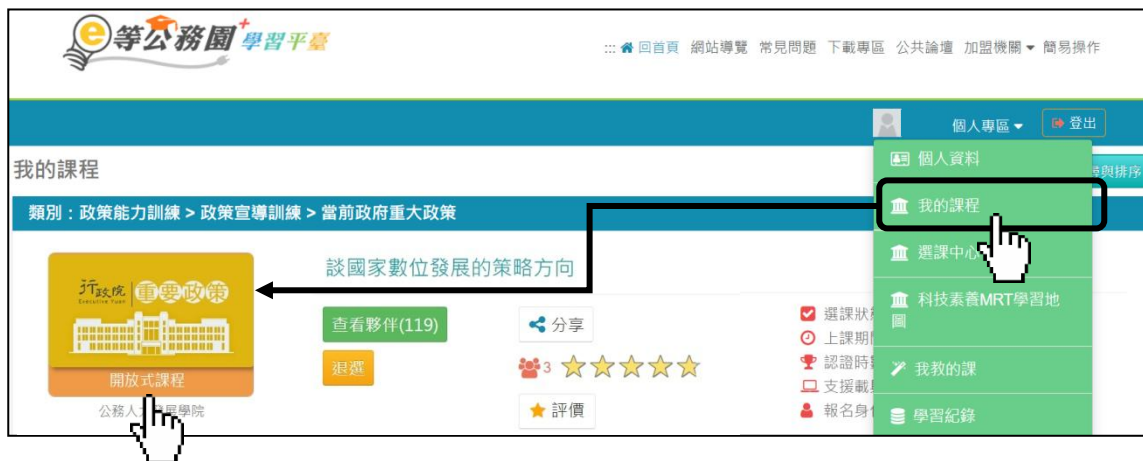 e等公務園+學習平臺
::: 回首頁 網站導覽 常見問題 下載專區 公共論壇 加盟機關 簡易操作
個人專區 登出
我的課程
與排序
類別：政策能力訓練 > 政策宣導訓練 > 當前政府重大政策
個人資料
我的課程
選課中心
科技素養MRT學習地
圖
我教的課
學習紀錄
行政院 重要政策
Executive Yuan
開放式課程
公務人 展學院
談國家數位發展的策略方向
查看夥伴(119)
分享
退選
3
評價
選課狀
上課期
認證時
支援載
報名身